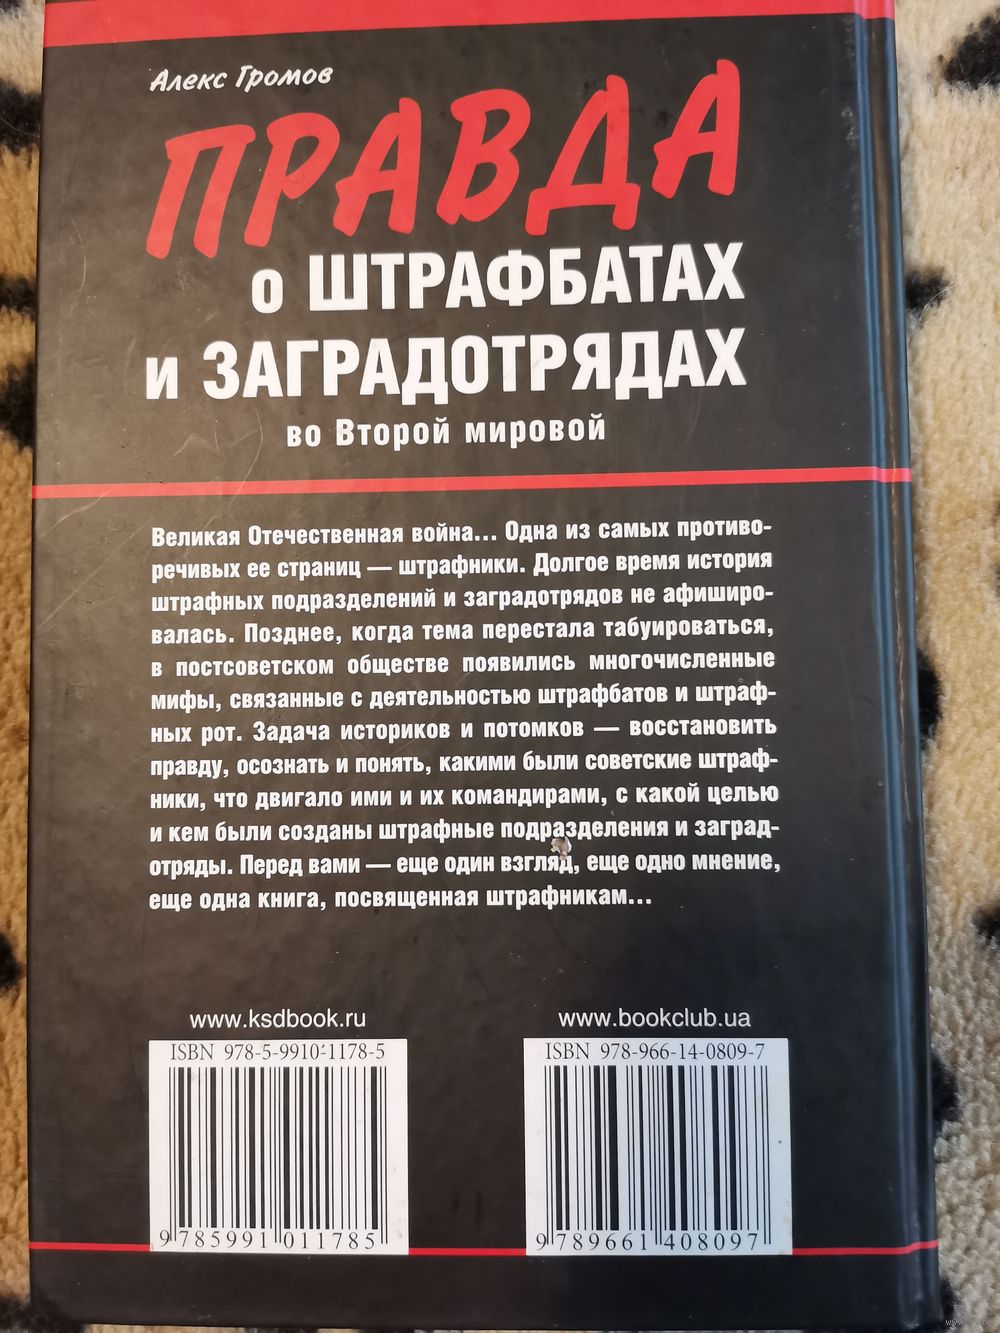 Алекс Громов
ПРАВДА
о ШТРАФБАТАХ
и ЗАГРАДОТРЯДАХ
во Второй мировой
Великая Отечественная война... Одна из самых противо-
речивых ее страниц — штрафники. Долгое время история
штрафных подразделений и заградотрядов не афиширо-
валась. Позднее, когда тема перестала табуироваться,
в постсоветском обществе появились многочисленные
мифы, связанные с деятельностью штрафбатов и штраф-
ных рот. Задача историков и потомков — восстановить
правду, осознать и понять, какими были советские штраф-
ники, что двигало ими и их командирами, с какой целью
и кем были созданы штрафные подразделения и заград-
отряды. Перед вами — еще один взгляд, еще одно мнение,
еще одна книга, посвященная штрафникам...
www.ksdbook.ru
ISBN 978-5-9910-1178-5
9 785991 011785
www.bookclub.ua
ISBN 978-966-14-0809-7
9 789661 408097